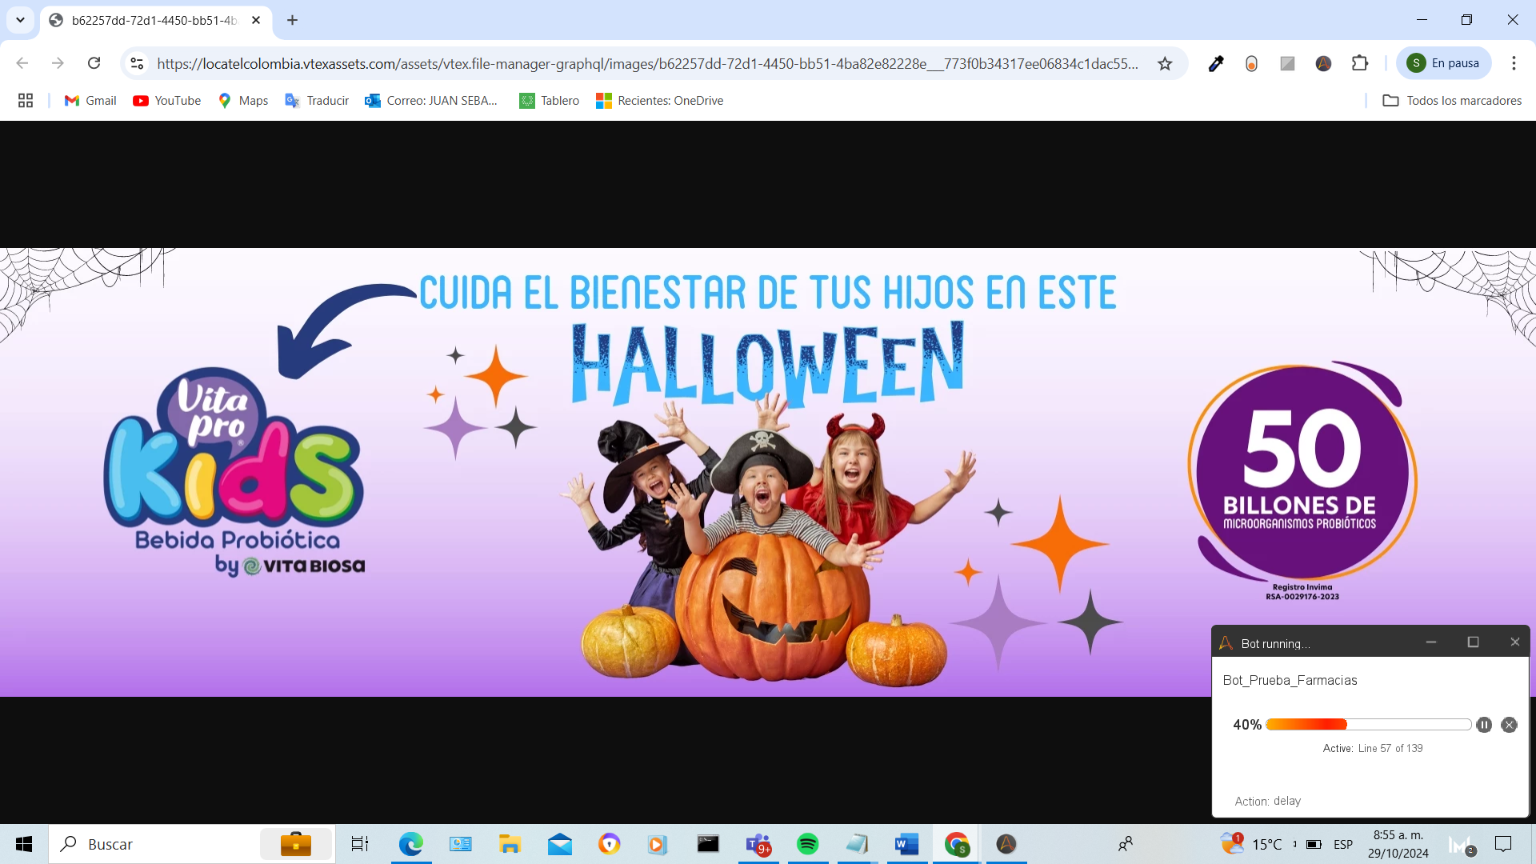 b62257dd-72d1-4450-bb51-4b
https://locatelcolombia.vtexassets.com/assets/vtex.file-manager-graphql/images/b62257dd-72d1-4450-bb51-4ba82e82228e___773f0b34317ee06834c1dac55...
S En pausa
Gmail
YouTube
Maps
Traducir
Correo: JUAN SEBA...
Tablero
Recientes: OneDrive
Todos los marcadores
CUIDA EL BIENESTAR DE TUS HIJOS EN ESTE
HALLOWEEN
Vita
pro®
Kids
Bebida Probiótica
by VITA BIOSA
50
BILLONES DE
MICROORGANISMOS PROBIÓTICOS
Registro Invima
RSA-0029176-2023
Bot running...
Bot_Prueba_Farmacias
40%
Active: Line 57 of 139
Action: delay
Buscar
9+
S
1
15°C
ESP
8:55 a. m.
29/10/2024
2